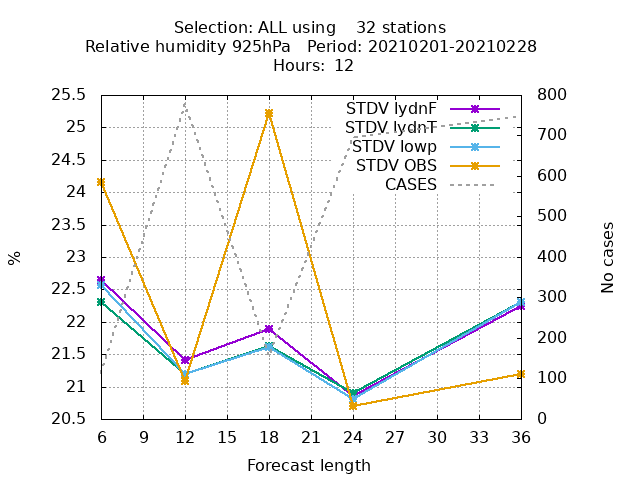 Selection: ALL using    32 stations
Relative humidity 925hPa   Period: 20210201-20210228
Hours: 12
25.5
25
24.5
24
23.5
23
22.5
22
21.5
21
20.5
%
800
700
600
500
400
300
200
100
0
No cases
STDV lydnF
STDV lydnT
STDV lowp
STDV OBS
CASES
6 9 12 15 18 21 24 27 30 33 36
Forecast length